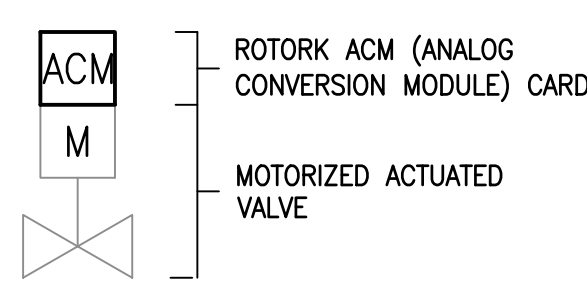 ACM
ROTORK ACM (ANALOG
CONVERSION MODULE) CARD
M
MOTORIZED ACTUATED
VALVE